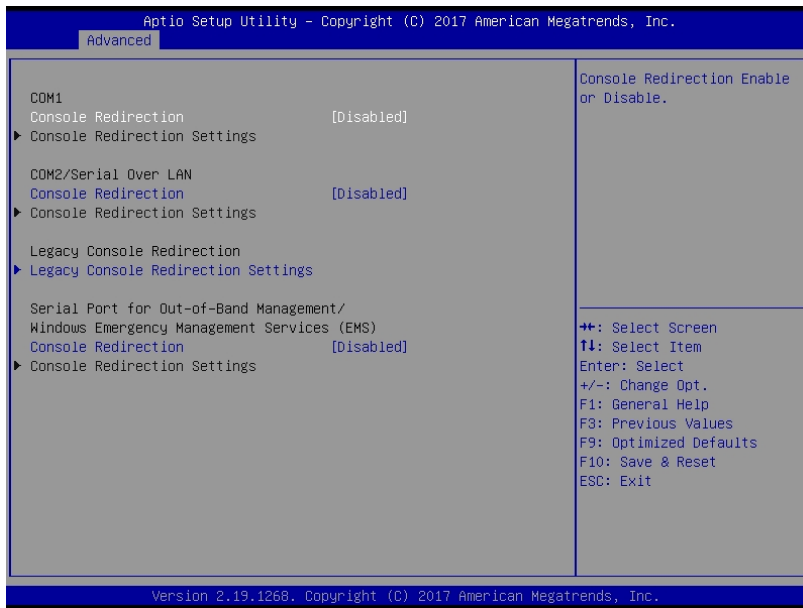 Aptio Setup Utility – Copyright (C) 2017 American Megatrends, Inc.
Advanced
COM1
Console Redirection [Disabled]
▶ Console Redirection Settings
COM2/Serial Over LAN
Console Redirection [Disabled]
▶ Console Redirection Settings
Legacy Console Redirection
▶ Legacy Console Redirection Settings
Serial Port for Out-of-Band Management/
Windows Emergency Management Services (EMS)
Console Redirection [Disabled]
▶ Console Redirection Settings
Console Redirection Enable
or Disable.
→←: Select Screen
↑↓: Select Item
Enter: Select
+/-: Change Opt.
F1: General Help
F3: Previous Values
F9: Optimized Defaults
F10: Save & Reset
ESC: Exit
Version 2.19.1268. Copyright (C) 2017 American Megatrends, Inc.